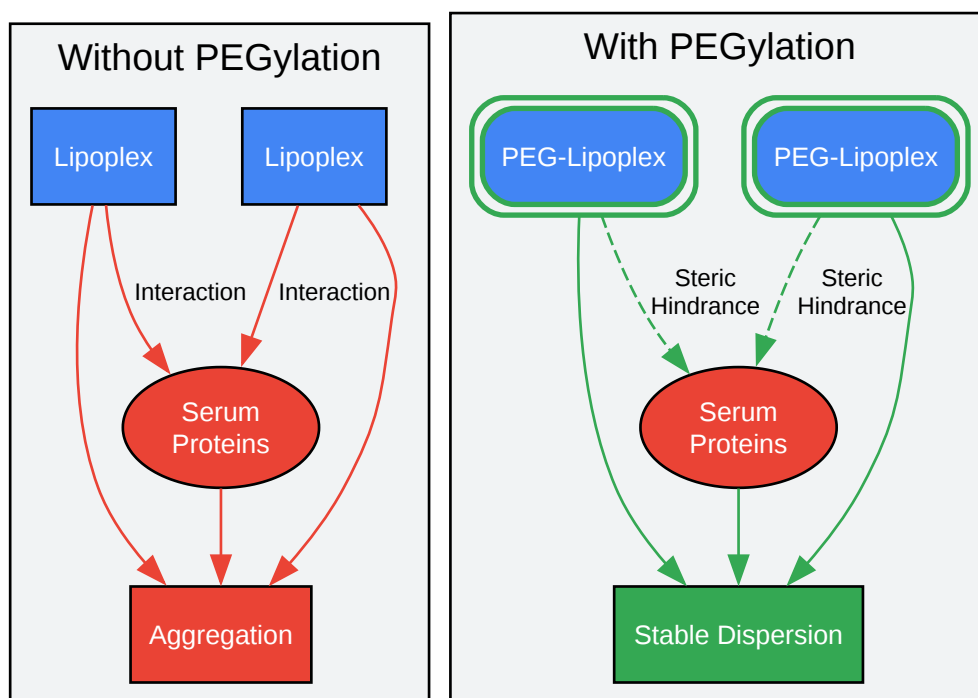 Without PEGylation
Lipoplex
Lipoplex
Interaction
Interaction
Serum
Proteins
Aggregation
With PEGylation
PEG-Lipoplex
PEG-Lipoplex
Steric
Hindrance
Steric
Hindrance
Serum
Proteins
Stable Dispersion